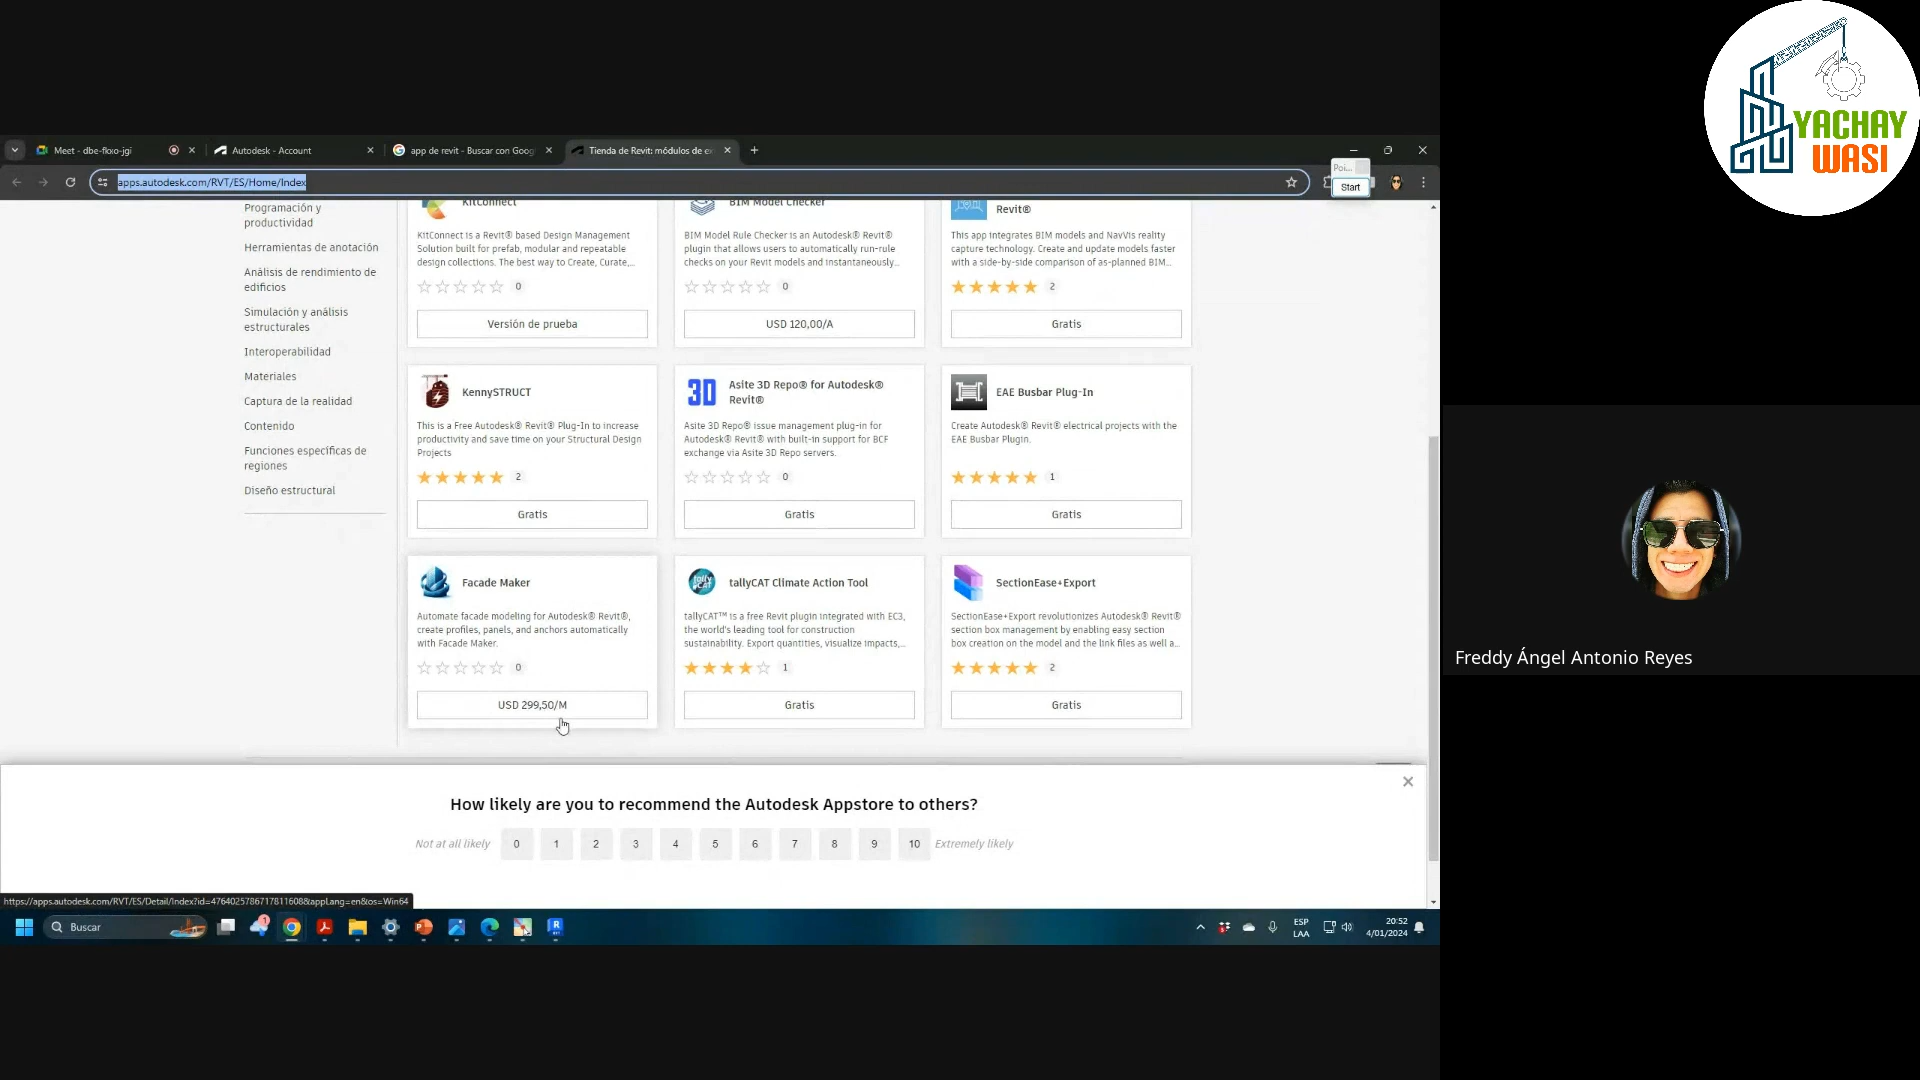 YACHAY
WASI
Meet - dbe-fioxo-jgi
Autodesk - Account
app de revit - Buscar con Goog
Tienda de Revit: módulos de ex
apps.autodesk.com/RVT/ES/Home/Index
Poi...
Start
Programación y
productividad
Herramientas de anotación
Análisis de rendimiento de
edificios
Simulación y análisis
estructurales
Interoperabilidad
Materiales
Captura de la realidad
Contenido
Funciones específicas de
regiones
Diseño estructural
KitConnect
KitConnect is a Revit® based Design Management
Solution built for prefab, modular and repeatable
design collections. The best way to Create, Curate,...
0
Versión de prueba
BIM Model Checker
BIM Model Rule Checker is an Autodesk® Revit®
plugin that allows users to automatically run-rule
checks on your Revit models and instantaneously...
0
USD 120,00/A
Revit®
This app integrates BIM models and NavVis reality
capture technology. Create and update models faster
with a side-by-side comparison of as-planned BIM...
2
Gratis
KennySTRUCT
This is a Free Autodesk® Revit® Plug-In to increase
productivity and save time on your Structural Design
Projects
2
Gratis
3D
Asite 3D Repo® for Autodesk®
Revit®
Asite 3D Repo® issue management plug-in for
Autodesk® Revit® with built-in support for BCF
exchange via Asite 3D Repo servers.
0
Gratis
EAE Busbar Plug-In
Create Autodesk® Revit® electrical projects with the
EAE Busbar Plugin.
1
Gratis
Facade Maker
Automate facade modeling for Autodesk® Revit®,
create profiles, panels, and anchors automatically
with Facade Maker.
0
USD 299,50/M
tally
CAT
tallyCAT Climate Action Tool
tallyCAT™ is a free Revit plugin integrated with EC3,
the world's leading tool for construction
sustainability. Export quantities, visualize impacts,...
1
Gratis
SectionEase+Export
SectionEase+Export revolutionizes Autodesk® Revit®
section box management by enabling easy section
box creation on the model and the link files as well a...
2
Gratis
Freddy Ángel Antonio Reyes
How likely are you to recommend the Autodesk Appstore to others?
Not at all likely 0 1 2 3 4 5 6 7 8 9 10 Extremely likely
https://apps.autodesk.com/RVT/ES/Detail/Index?id=4764025786717811608&appLang=en&os=Win64
Buscar
ESP
LAA
20:52
4/01/2024